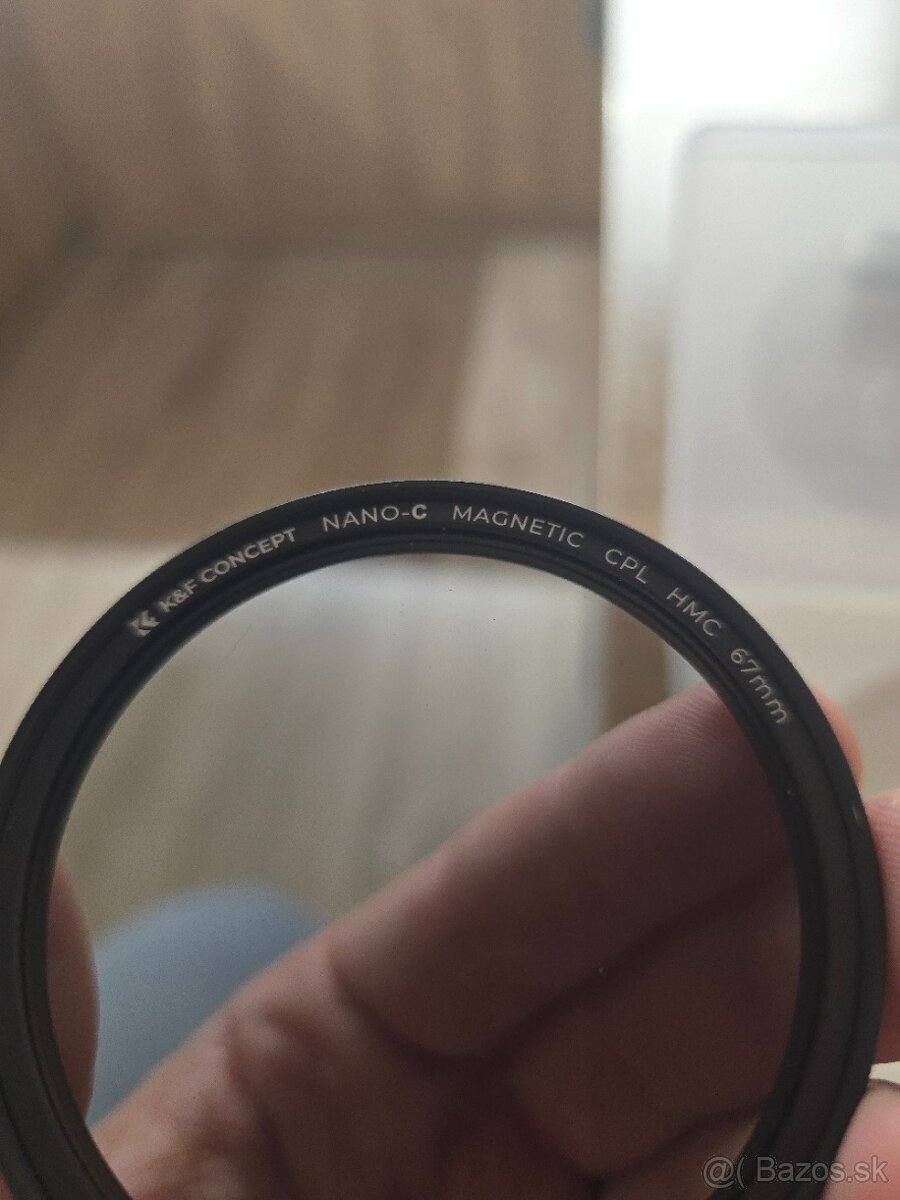 K&F CONCEPT NANO-C MAGNETIC CPL HMC 67mm
@( Bazos.sk